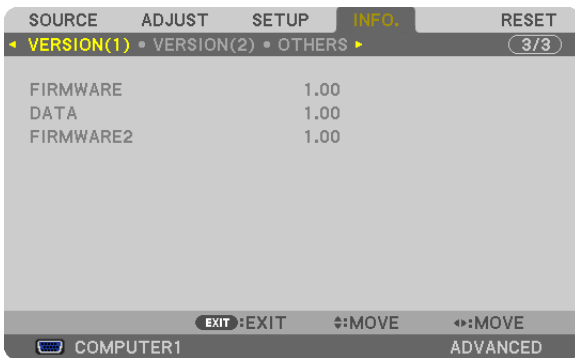 SOURCE ADJUST SETUP INFO. RESET
◂ VERSION(1) • VERSION(2) • OTHERS ▸ 3/3
FIRMWARE 1.00
DATA 1.00
FIRMWARE2 1.00
EXIT :EXIT ♦:MOVE ◂▸:MOVE
COMPUTER1 ADVANCED